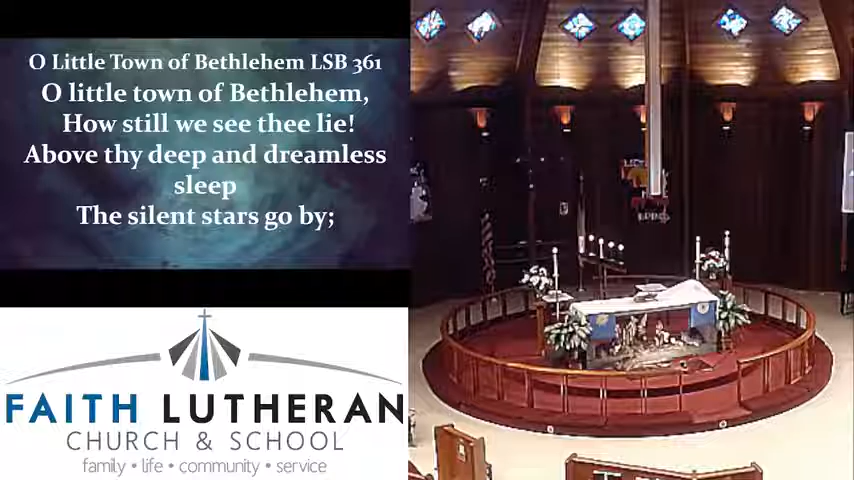 O Little Town of Bethlehem LSB 361
O little town of Bethlehem,
How still we see thee lie!
Above thy deep and dreamless
sleep
The silent stars go by;
FAITH LUTHERAN
CHURCH & SCHOOL
family • life • community • service